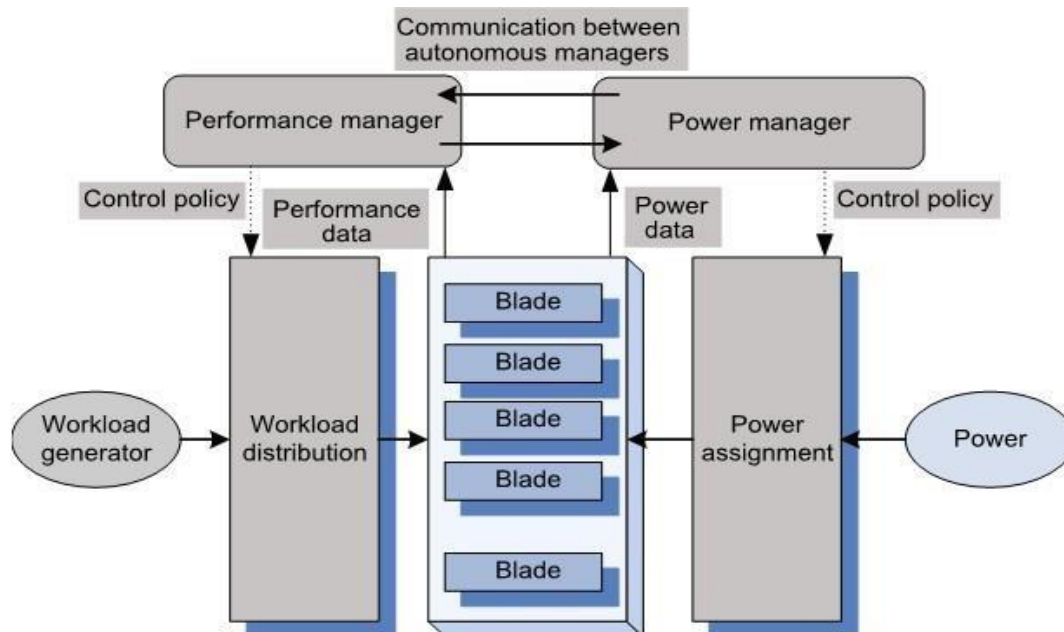 Communication between
autonomous managers
Performance manager
Power manager
Control policy
Performance
data
Power
data
Control policy
Blade
Blade
Blade
Blade
Blade
Workload
generator
Workload
distribution
Power
assignment
Power